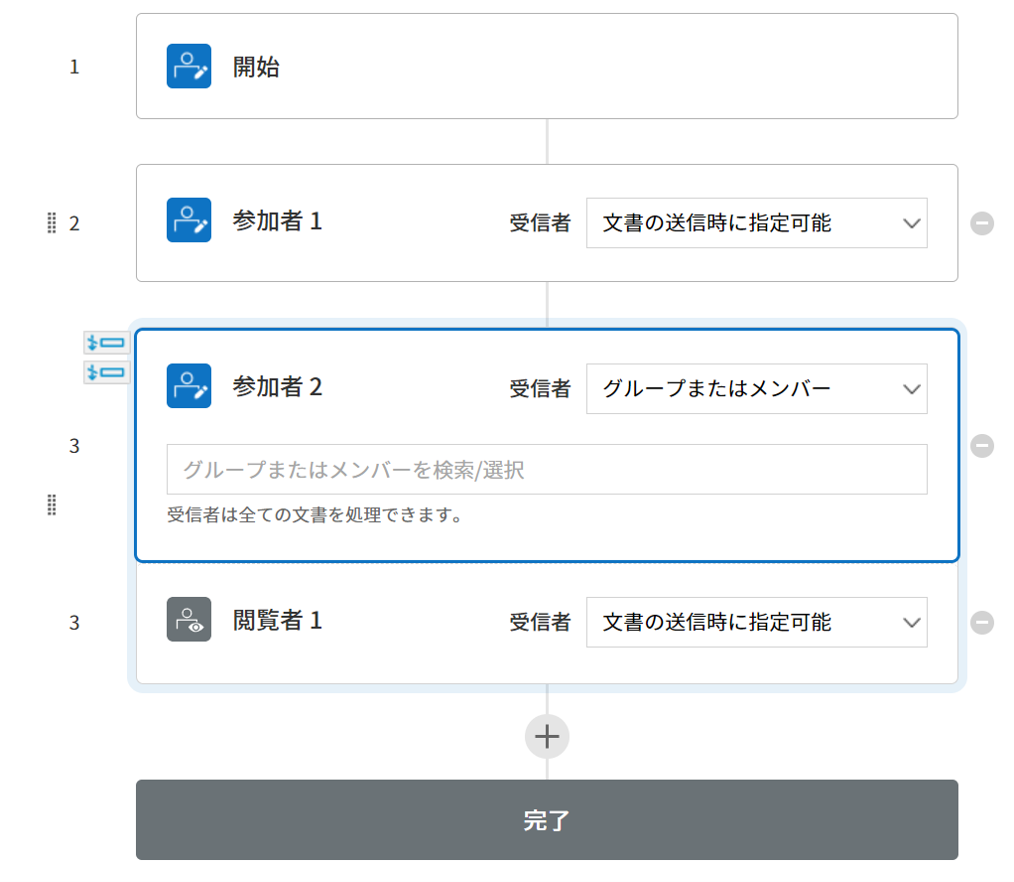 1 開始
2 参加者 1 受信者 文書の送信時に指定可能
3 参加者 2 受信者 グループまたはメンバー
グループまたはメンバーを検索/選択
受信者は全ての文書を処理できます。
3 閲覧者 1 受信者 文書の送信時に指定可能
完了